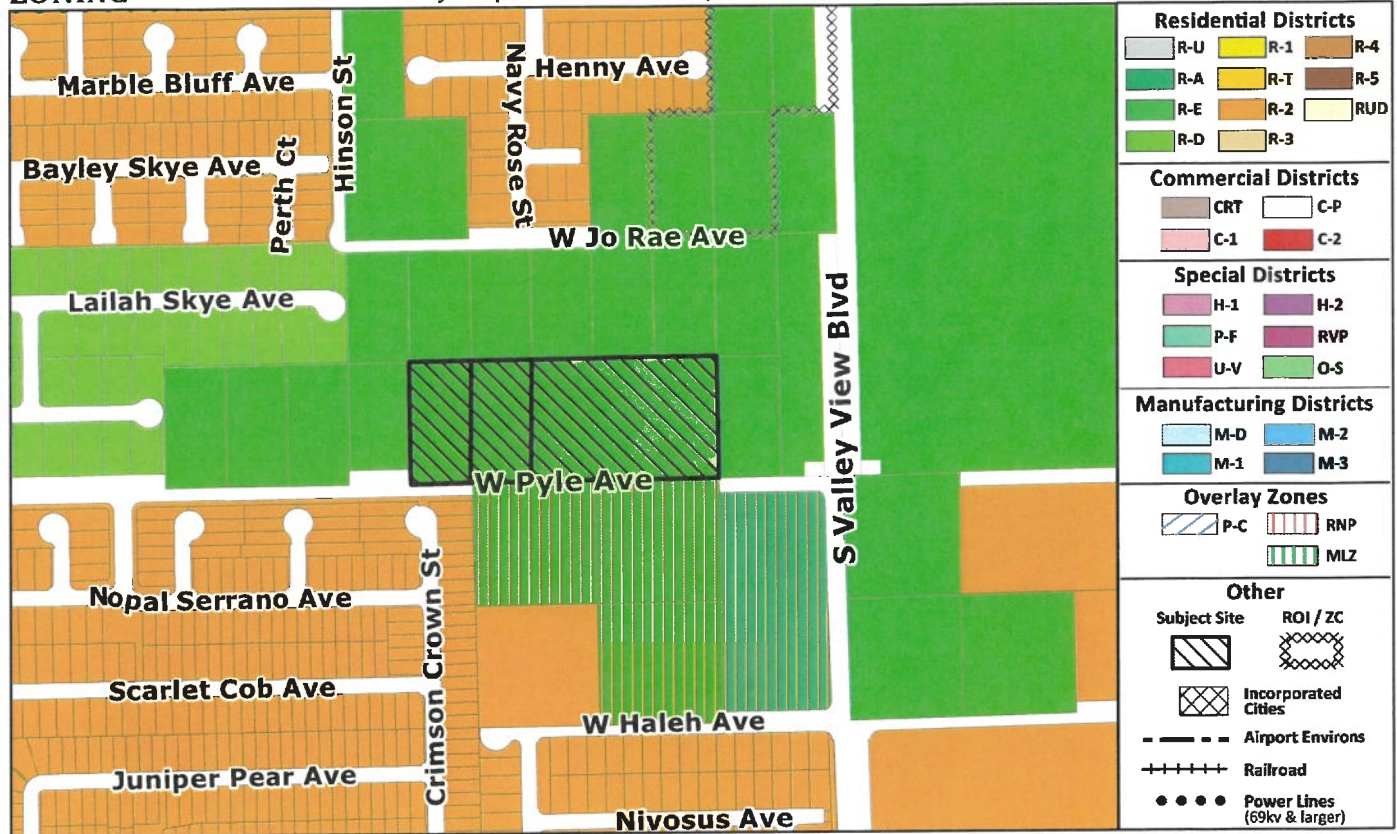 Marble Bluff Ave
Hinson St
Navy Rose St
Henny Ave
Bayley Skye Ave
Perth Ct
W Jo Rae Ave
Lailah Skye Ave
S Valley View Blvd
W Pyle Ave
Nopal Serrano Ave
Crimson Crown St
Scarlet Cob Ave
W Haleh Ave
Juniper Pear Ave
Nivosus Ave
Residential Districts
R-U R-1 R-4
R-A R-T R-5
R-E R-2 RUD
R-D R-3
Commercial Districts
CRT C-P
C-1 C-2
Special Districts
H-1 H-2
P-F RVP
U-V O-S
Manufacturing Districts
M-D M-2
M-1 M-3
Overlay Zones
P-C RNP
MLZ
Other
Subject Site ROI / ZC
Incorporated
Cities
Airport Environs
Railroad
Power Lines
(69kv & larger)